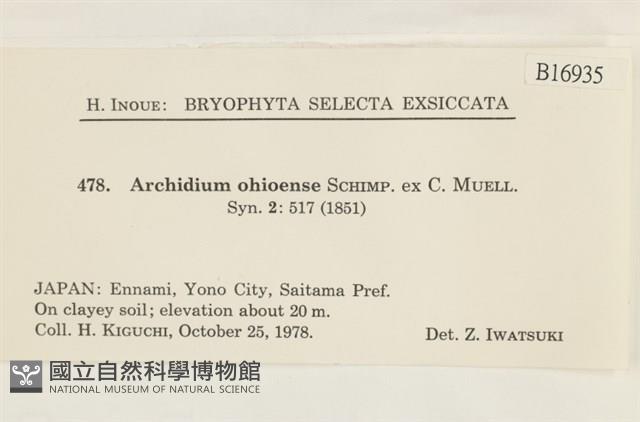 B16935
H. INOUE: BRYOPHYTA SELECTA EXSICCATA
478. Archidium ohioense SCHIMP. ex C. MUELL.
Syn. 2: 517 (1851)
JAPAN: Ennami, Yono City, Saitama Pref.
On clayey soil; elevation about 20 m.
Coll. H. KIGUCHI, October 25, 1978.
Det. Z. IWATSUKI
國立自然科學博物館
NATIONAL MUSEUM OF NATURAL SCIENCE